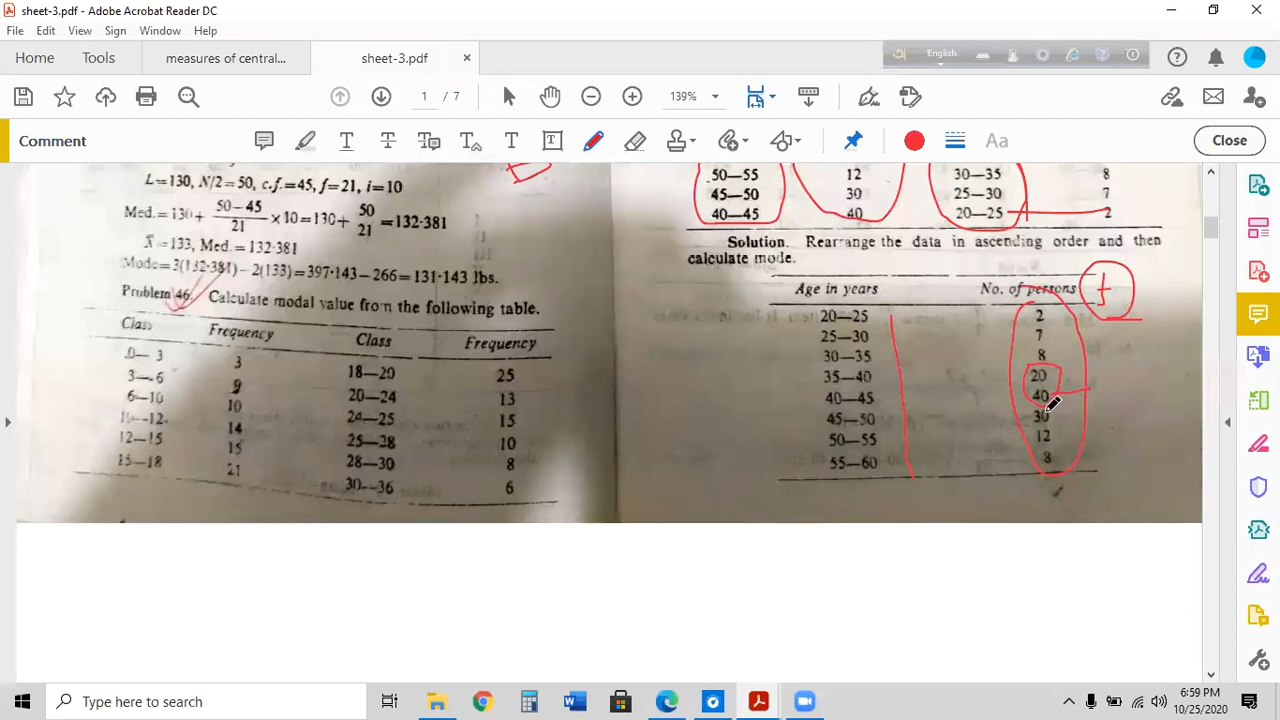 sheet-3.pdf - Adobe Acrobat Reader DC
File Edit View Sign Window Help
Home Tools measures of central... sheet-3.pdf × English
1 / 7 139%
Comment Close
L=130, N/2=50, c.f.=45, f=21, i=10
Med.=130+ 50-45/21 ×10=130+ 50/21 =132·381
X̄=133, Med.=132·381
Mode=3(132·381)-2(133)=397·143-266=131·143 lbs.
Problem 46. Calculate modal value from the following table.
Class Frequency Class Frequency
0-3 3 18-20 25
3-6 9 20-24 13
6-10 10 24-25 15
10-12 14 25-28 10
12-15 15 28-30 8
15-18 21 30-36 6
50-55 12 30-35 8
45-50 30 25-30 7
40-45 40 20-25 2
Solution. Rearrange the data in ascending order and then
calculate mode.
Age in years No. of persons f
20-25 2
25-30 7
30-35 8
35-40 20
40-45 40
45-50 30
50-55 12
55-60 8
Type here to search
6:59 PM
10/25/2020